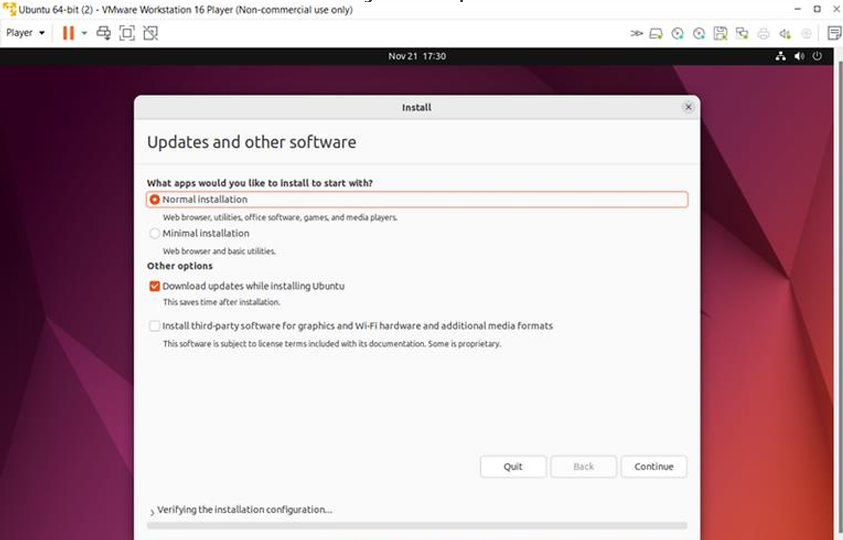 Ubuntu 64-bit (2) - VMware Workstation 16 Player (Non-commercial use only)
Player
Nov 21 17:30
Install
Updates and other software
What apps would you like to install to start with?
Normal installation
Web browser, utilities, office software, games, and media players.
Minimal installation
Web browser and basic utilities.
Other options
Download updates while installing Ubuntu
This saves time after installation.
Install third-party software for graphics and Wi-Fi hardware and additional media formats
This software is subject to license terms included with its documentation. Some is proprietary.
Quit Back Continue
Verifying the installation configuration...